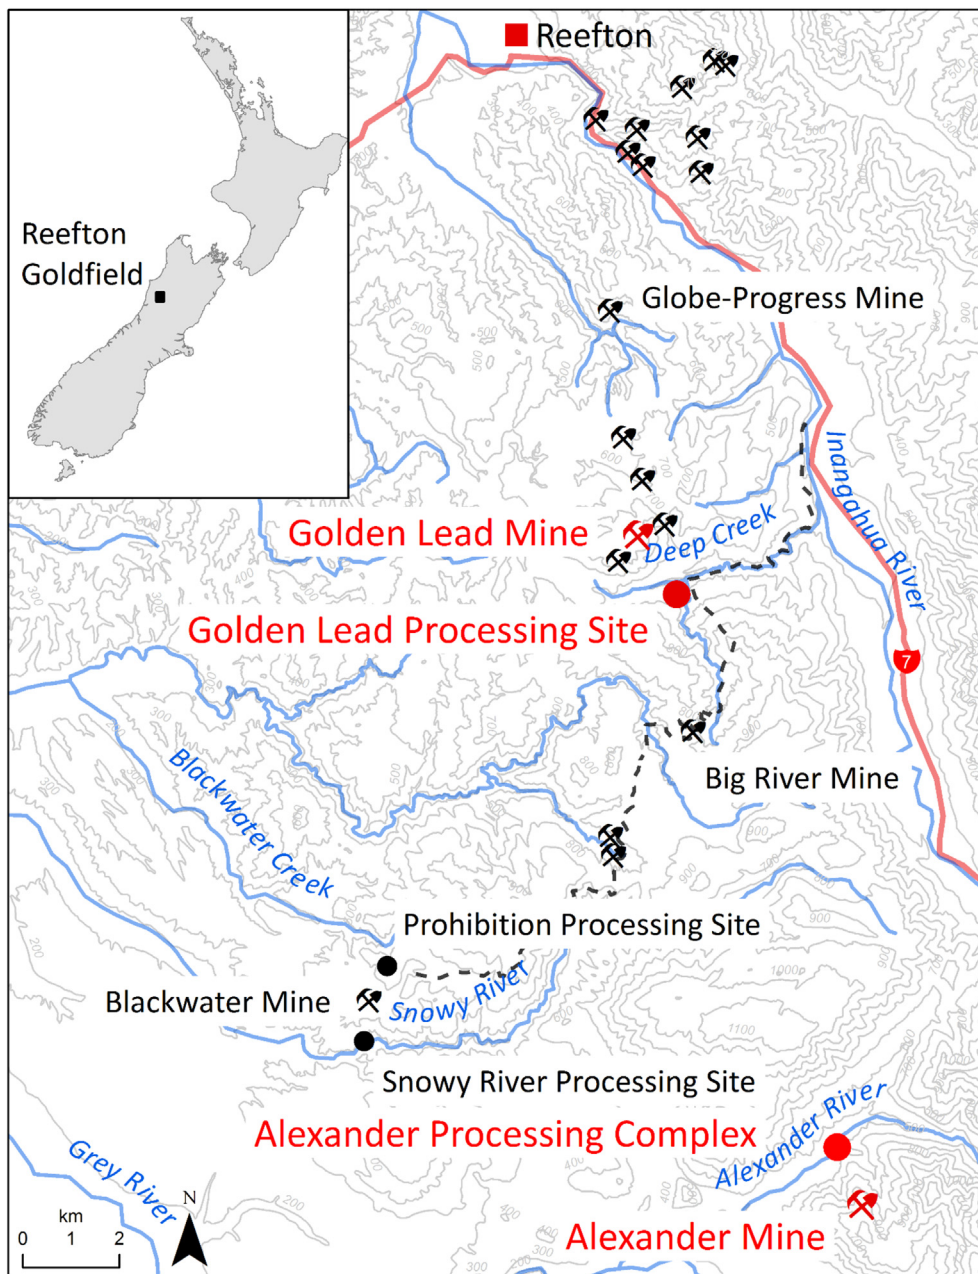 Reefton
Reefton
Goldfield
Globe-Progress Mine
Inangahua River
Golden Lead Mine
Deep Creek
Golden Lead Processing Site
7
Big River Mine
Blackwater Creek
Prohibition Processing Site
Blackwater Mine
Snowy River
Snowy River Processing Site
Alexander Processing Complex
Alexander River
Grey River
N
Alexander Mine
km
0 1 2
1000
1100